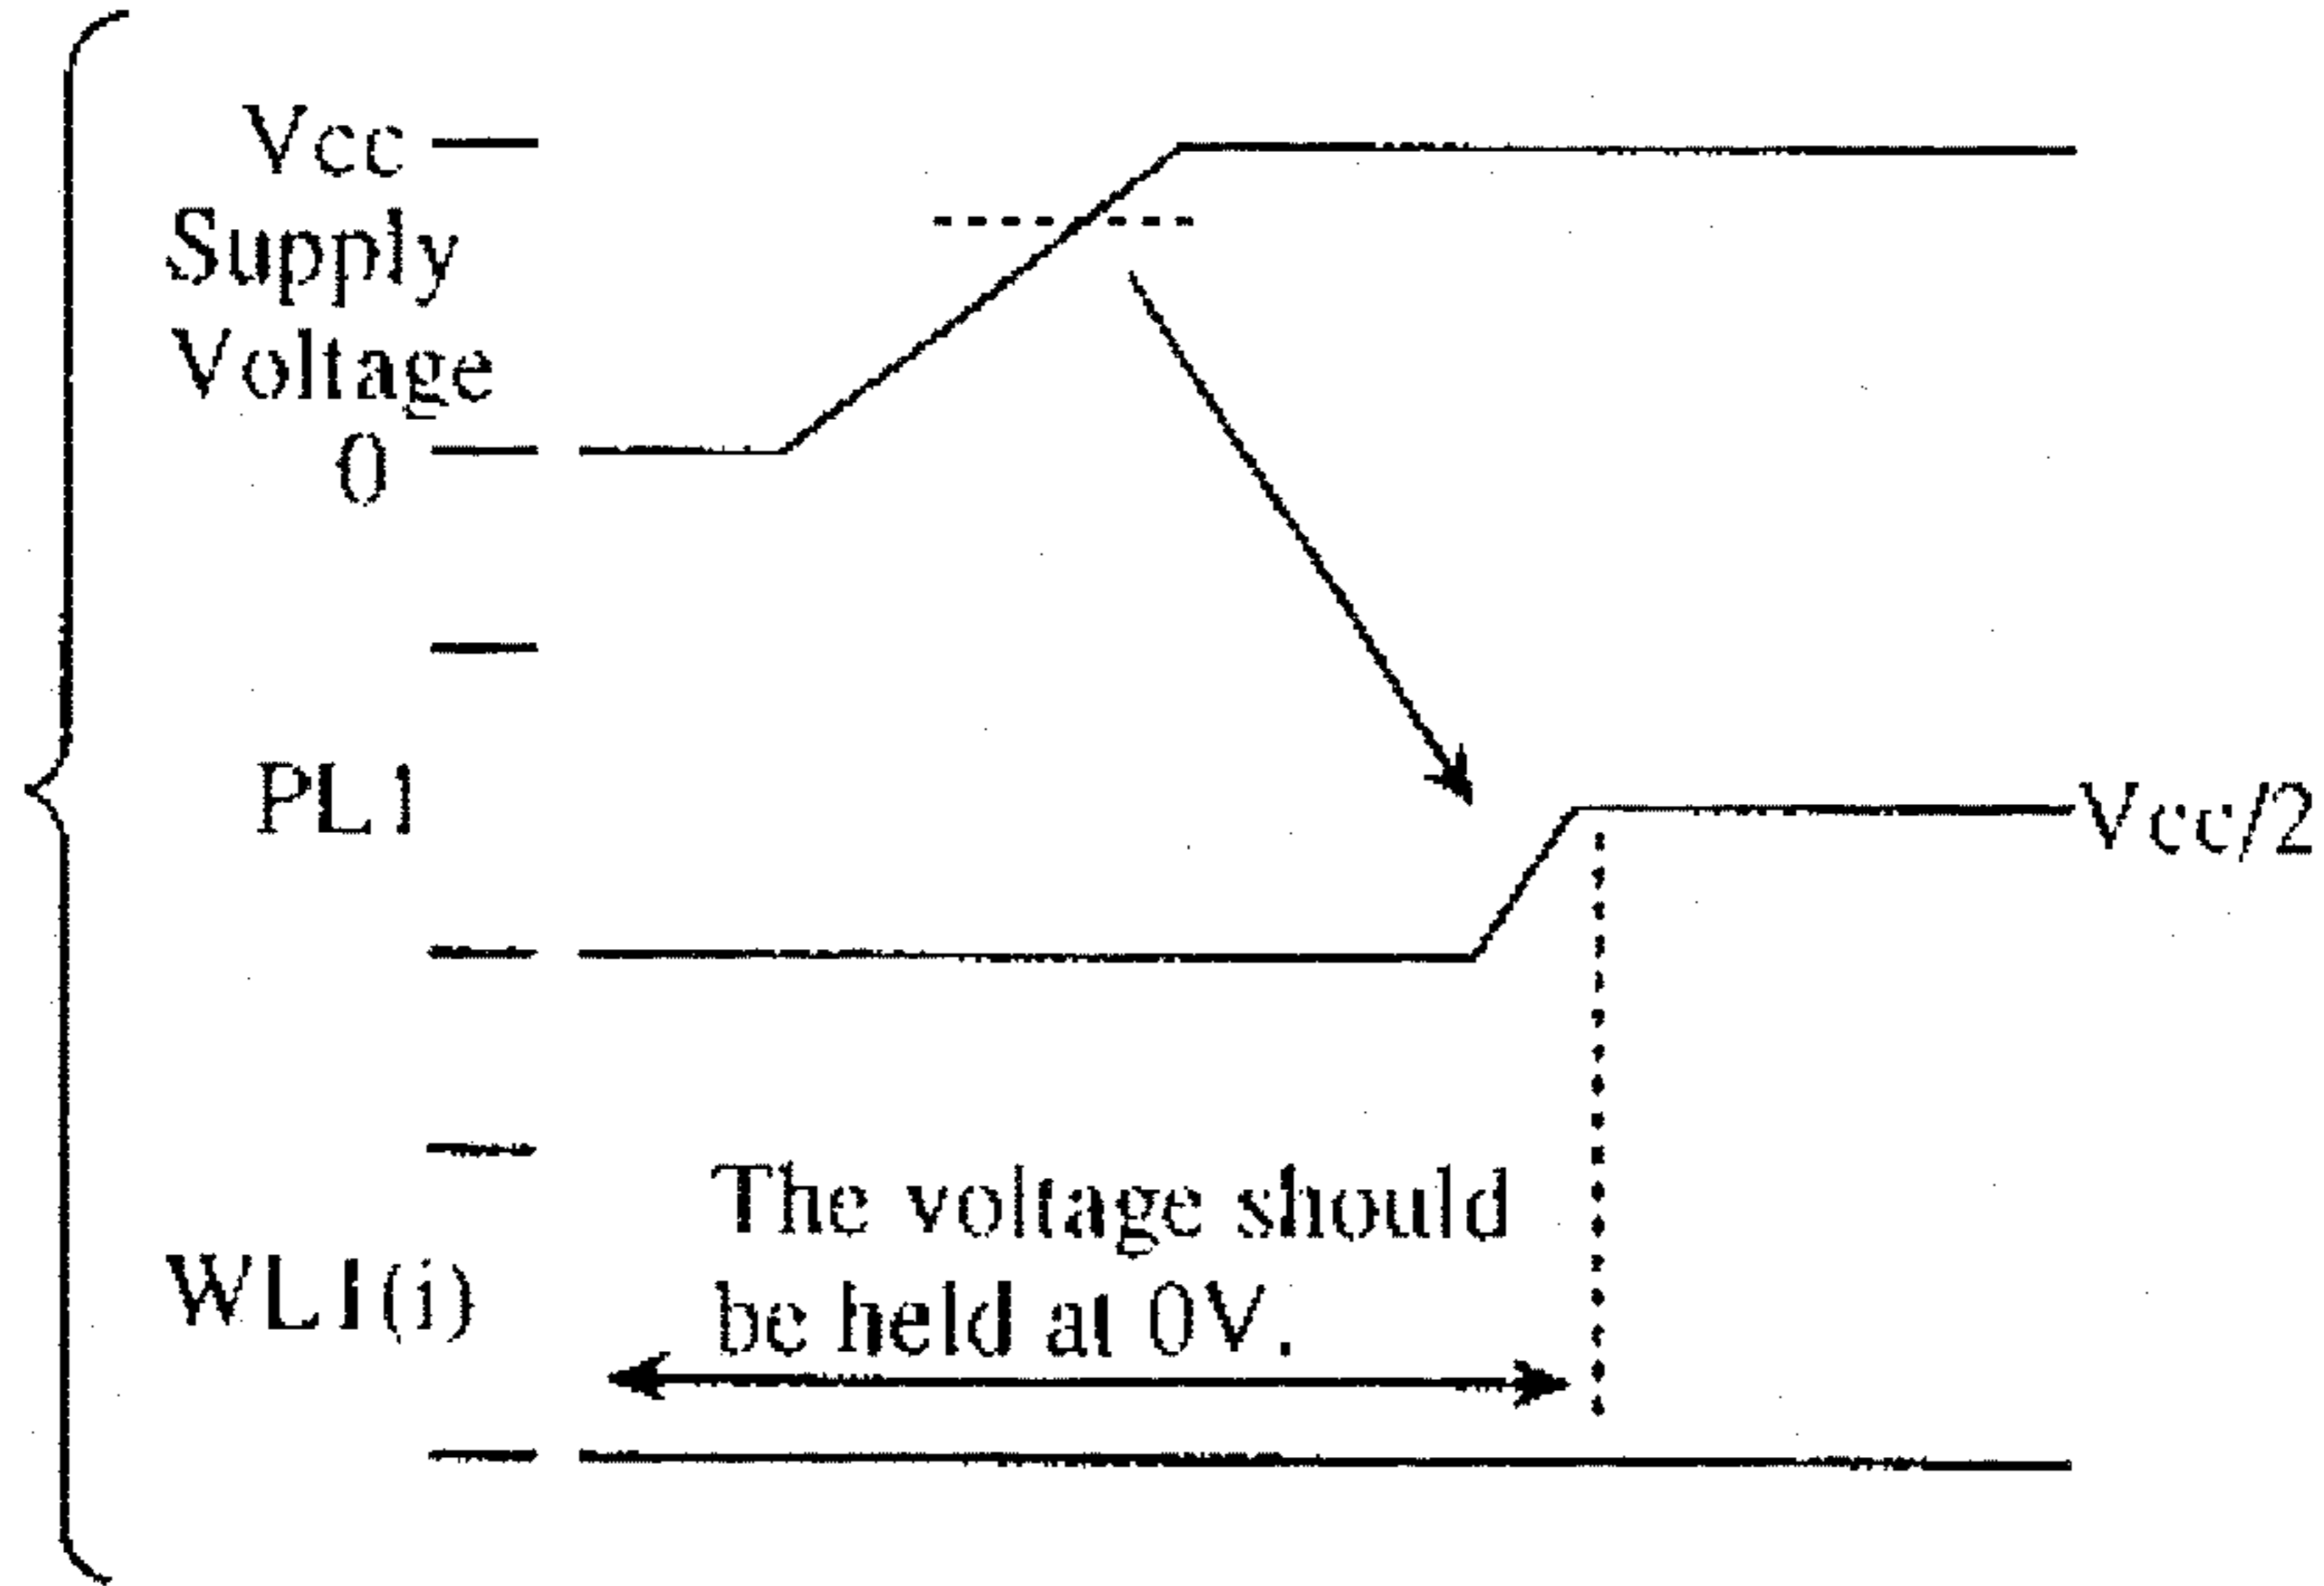 Vcc
Supply
Voltage
0
PL1
Vcc/2
The voltage should
be held at 0V.
WL1(i)